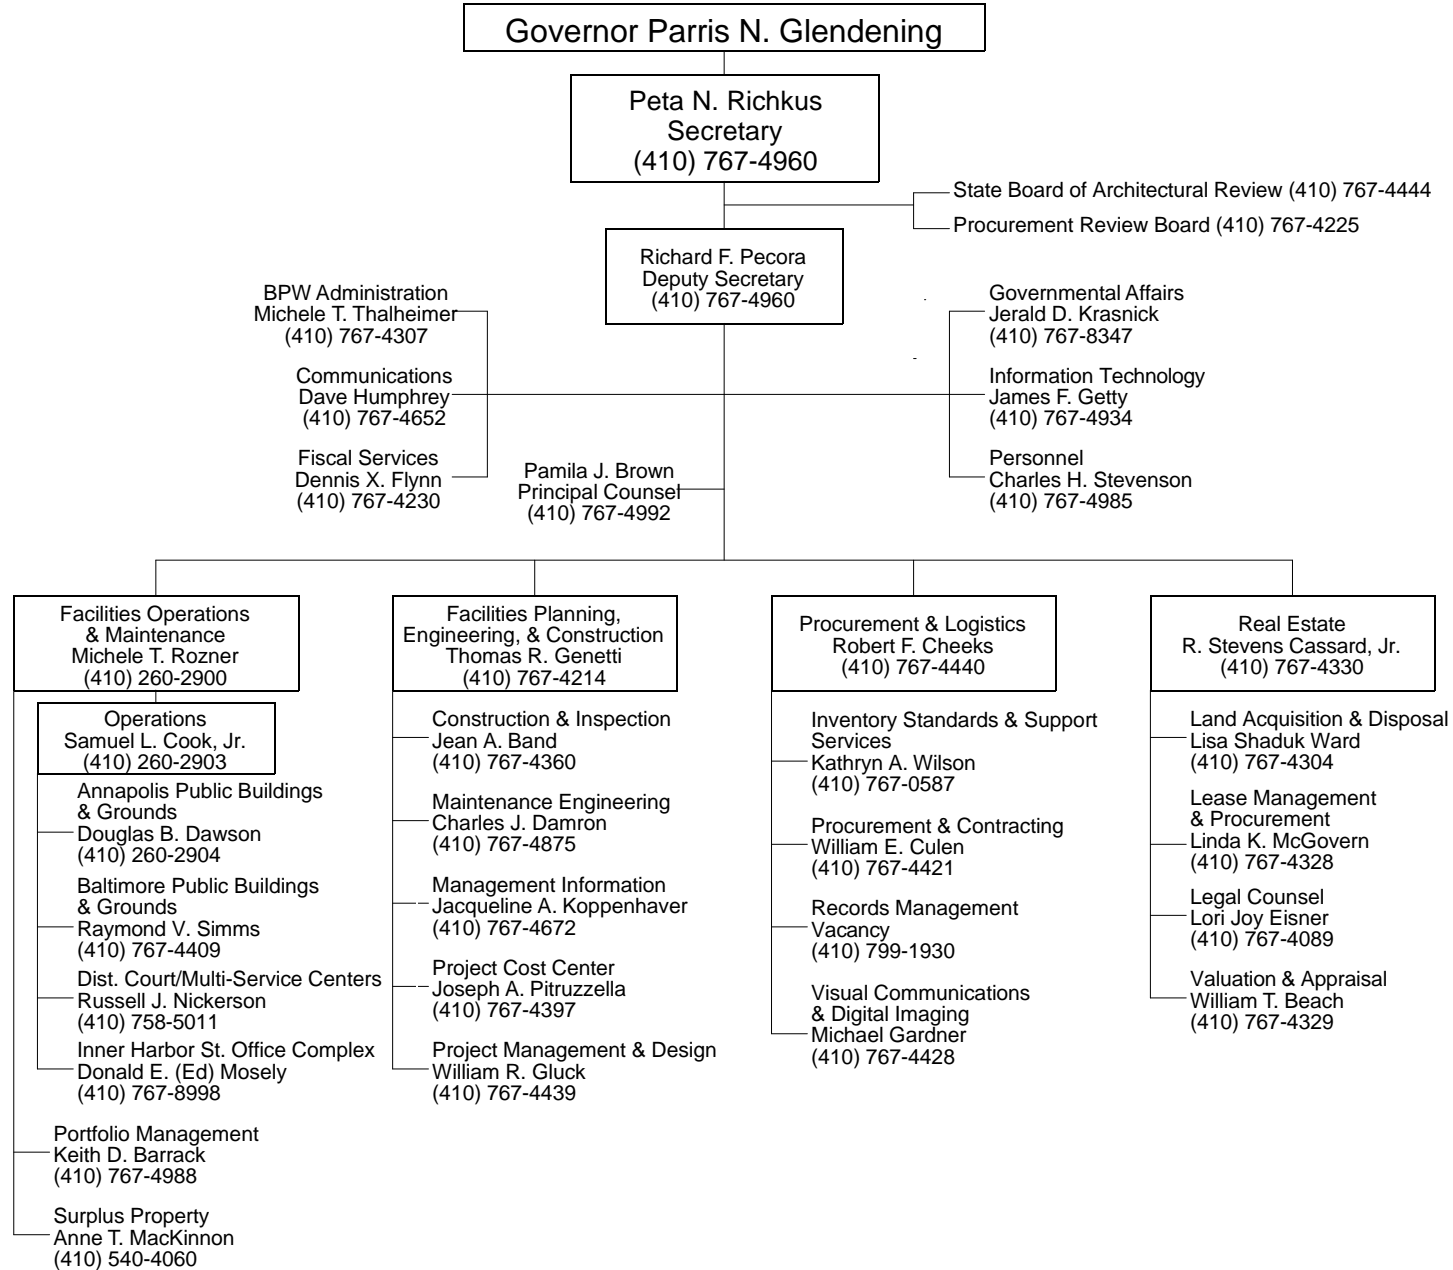 Governor Parris N. Glendening
Peta N. Richkus
Secretary
(410) 767-4960
State Board of Architectural Review (410) 767-4444
Procurement Review Board (410) 767-4225
Richard F. Pecora
Deputy Secretary
(410) 767-4960
BPW Administration
Michele T. Thalheimer
(410) 767-4307
Communications
Dave Humphrey
(410) 767-4652
Fiscal Services
Dennis X. Flynn
(410) 767-4230
Governmental Affairs
Jerald D. Krasnick
(410) 767-8347
Information Technology
James F. Getty
(410) 767-4934
Personnel
Charles H. Stevenson
(410) 767-4985
Pamila J. Brown
Principal Counsel
(410) 767-4992
Facilities Operations
& Maintenance
Michele T. Rozner
(410) 260-2900
Operations
Samuel L. Cook, Jr.
(410) 260-2903
Annapolis Public Buildings
& Grounds
Douglas B. Dawson
(410) 260-2904
Baltimore Public Buildings
& Grounds
Raymond V. Simms
(410) 767-4409
Dist. Court/Multi-Service Centers
Russell J. Nickerson
(410) 758-5011
Inner Harbor St. Office Complex
Donald E. (Ed) Mosely
(410) 767-8998
Portfolio Management
Keith D. Barrack
(410) 767-4988
Surplus Property
Anne T. MacKinnon
(410) 540-4060
Facilities Planning,
Engineering, & Construction
Thomas R. Genetti
(410) 767-4214
Construction & Inspection
Jean A. Band
(410) 767-4360
Maintenance Engineering
Charles J. Damron
(410) 767-4875
Management Information
Jacqueline A. Koppenhaver
(410) 767-4672
Project Cost Center
Joseph A. Pitruzzella
(410) 767-4397
Project Management & Design
William R. Gluck
(410) 767-4439
Procurement & Logistics
Robert F. Cheeks
(410) 767-4440
Inventory Standards & Support
Services
Kathryn A. Wilson
(410) 767-0587
Procurement & Contracting
William E. Culen
(410) 767-4421
Records Management
Vacancy
(410) 799-1930
Visual Communications
& Digital Imaging
Michael Gardner
(410) 767-4428
Real Estate
R. Stevens Cassard, Jr.
(410) 767-4330
Land Acquisition & Disposal
Lisa Shaduk Ward
(410) 767-4304
Lease Management
& Procurement
Linda K. McGovern
(410) 767-4328
Legal Counsel
Lori Joy Eisner
(410) 767-4089
Valuation & Appraisal
William T. Beach
(410) 767-4329